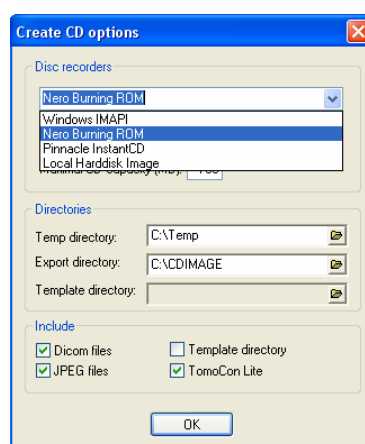 Create CD options
Disc recorders
Nero Burning ROM
Windows IMAPI
Nero Burning ROM
Pinnacle InstantCD
Local Harddisk Image
Directories
Temp directory: C:\Temp
Export directory: C:\CDIMAGE
Template directory:
Include
Dicom files Template directory
JPEG files TomoCon Lite
OK